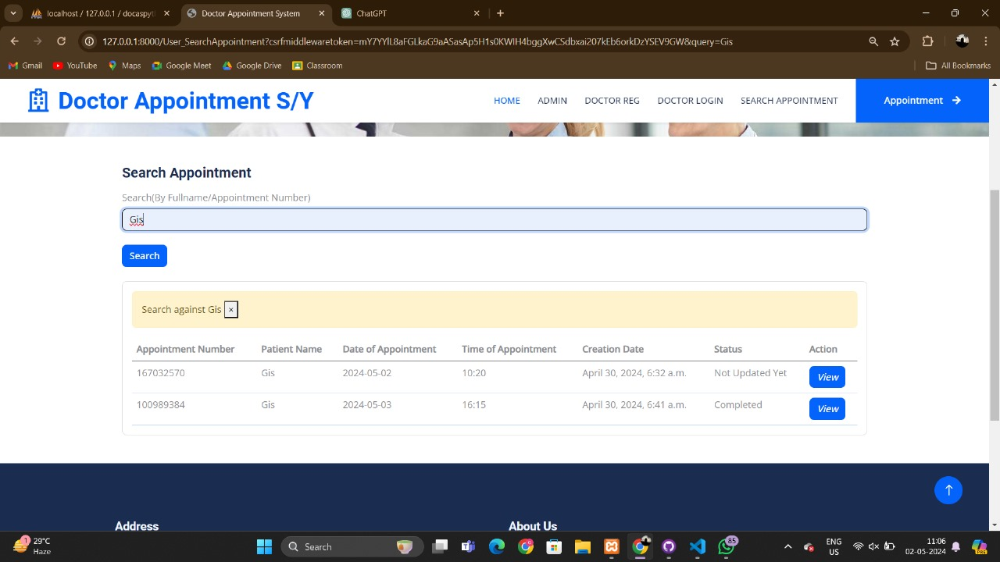 localhost / 127.0.0.1 / docaspyt
Doctor Appointment System
ChatGPT
127.0.0.1:8000/User_SearchAppointment?csrfmiddlewaretoken=mY7YYlL8aFGLkaG9aASasAp5H1s0KWIH4bggXwCSdbxai207kEb6orkDzYSEV9GW&query=Gis
Gmail YouTube Maps Google Meet Google Drive Classroom All Bookmarks
Doctor Appointment S/Y HOME ADMIN DOCTOR REG DOCTOR LOGIN SEARCH APPOINTMENT Appointment →
Search Appointment
Search(By Fullname/Appointment Number)
Gis
Search
Search against Gis ×
Appointment Number Patient Name Date of Appointment Time of Appointment Creation Date Status Action
167032570 Gis 2024-05-02 10:20 April 30, 2024, 6:32 a.m. Not Updated Yet View
100989384 Gis 2024-05-03 16:15 April 30, 2024, 6:41 a.m. Completed View
Address About Us
1 29°C
Haze
Search
85
ENG
US
11:06
02-05-2024
PRE